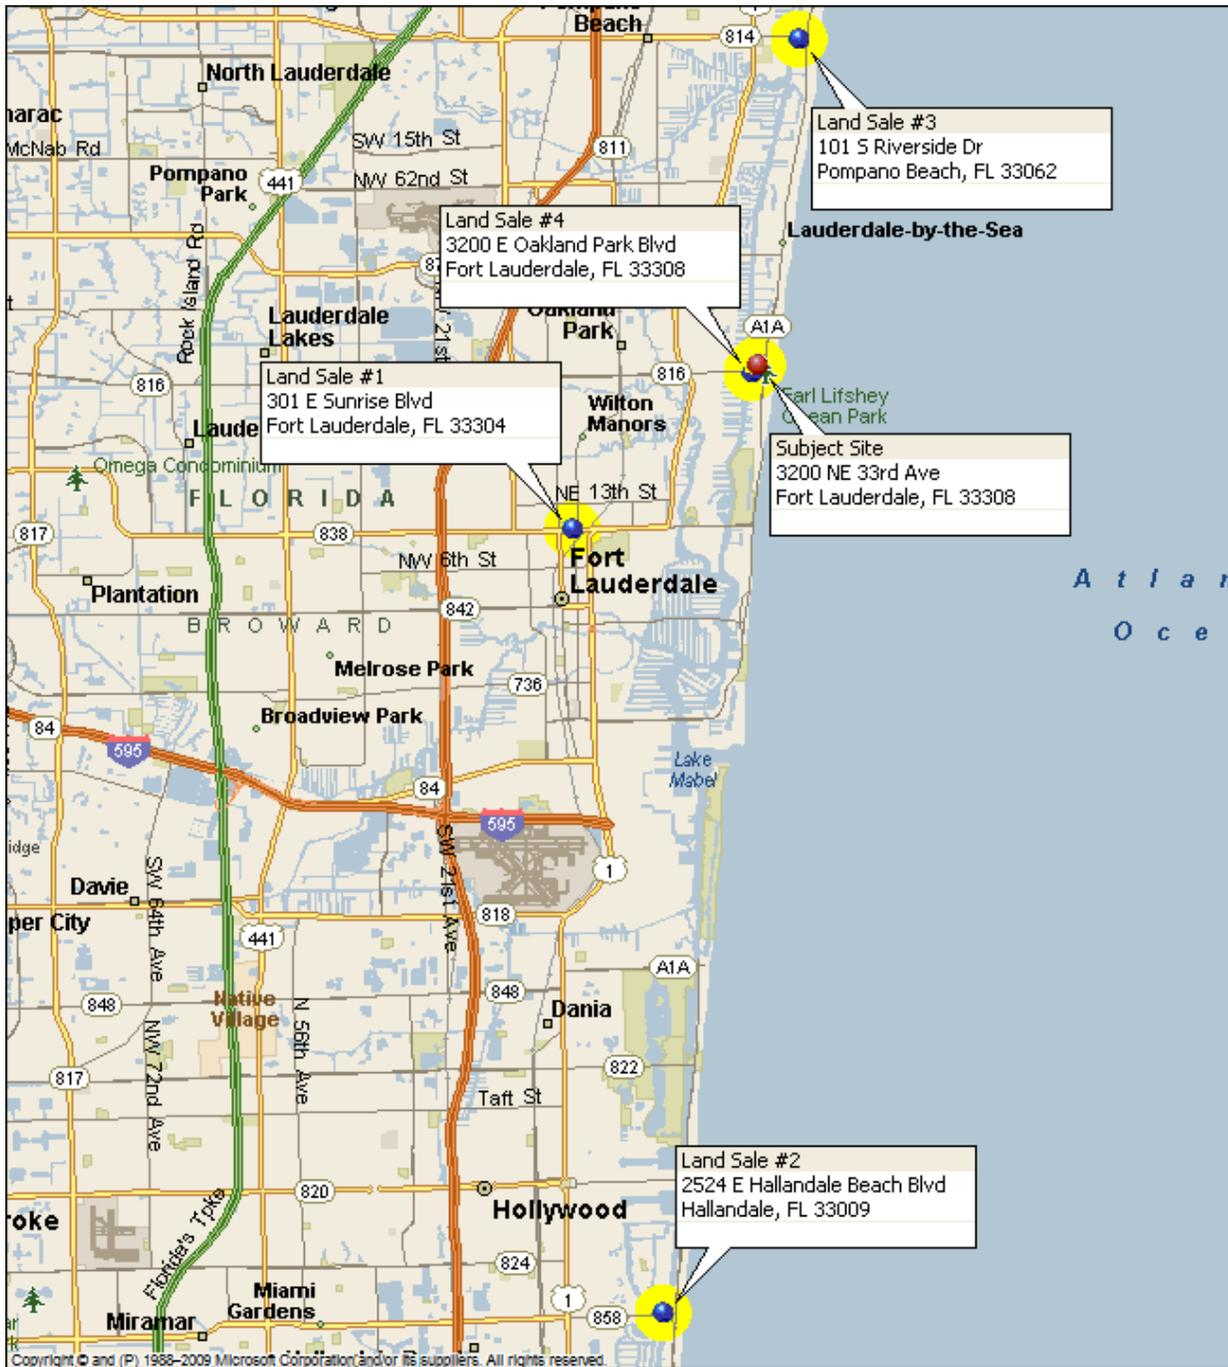 Beach
814
North Lauderdale
Land Sale #3
101 S Riverside Dr
Pompano Beach, FL 33062
McNab Rd
SW 15th St
811
Pompano
Park
441
NW 62nd St
Land Sale #4
3200 E Oakland Park Blvd
Fort Lauderdale, FL 33308
Lauderdale-by-the-Sea
Rock Island Rd
Lauderdale
Lakes
Park
A1A
816
Land Sale #1
301 E Sunrise Blvd
Fort Lauderdale, FL 33304
816
Earl Lifshey
Ocean Park
Wilton
Manors
Laude
Subject Site
3200 NE 33rd Ave
Fort Lauderdale, FL 33308
Omega Condominium
FLORIDA
NE 13th St
817
838
NW 6th St
Fort
Lauderdale
Plantation
842
Atlan
Oce
BROWARD
Melrose Park
736
Broadview Park
84
595
Lake
Mabel
84
595
1
Davie
SW 64th Ave
SW 21st Ave
818
per City
441
A1A
848
Native
Village
N 56th Ave
848
Dania
817
NW 72nd Ave
822
Taft St
Land Sale #2
2524 E Hallandale Beach Blvd
Hallandale, FL 33009
820
Hollywood
roke
Florida's Tpke
824
Miami
Gardens
1
858
Miramar
Copyright © and (P) 1988–2009 Microsoft Corporation and/or its suppliers. All rights reserved.